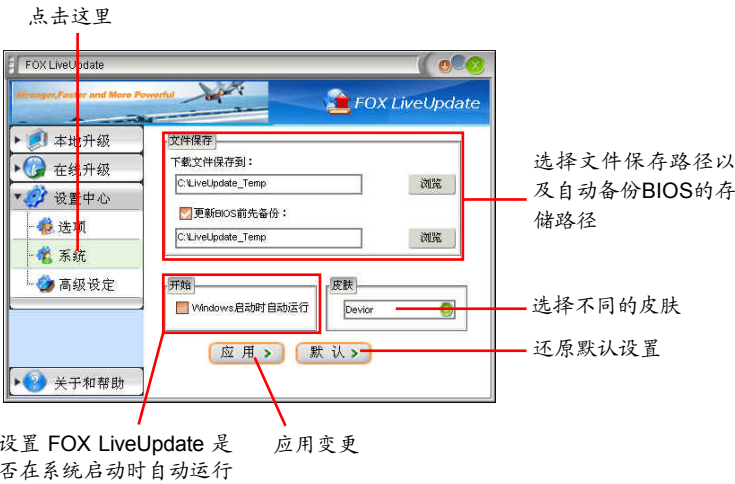 点击这里
FOX LiveUpdate
Stronger,Faster and More Powerful
FOX LiveUpdate
本地升级
在线升级
设置中心
选项
系统
高级设定
关于和帮助
文件保存
下载文件保存到：
C:\LiveUpdate_Temp
浏览
更新BIOS前先备份：
C:\LiveUpdate_Temp
浏览
开始
Windows启动时自动运行
皮肤
Devior
应 用
默 认
选择文件保存路径以
及自动备份BIOS的存
储路径
选择不同的皮肤
还原默认设置
设置 FOX LiveUpdate 是
否在系统启动时自动运行
应用变更